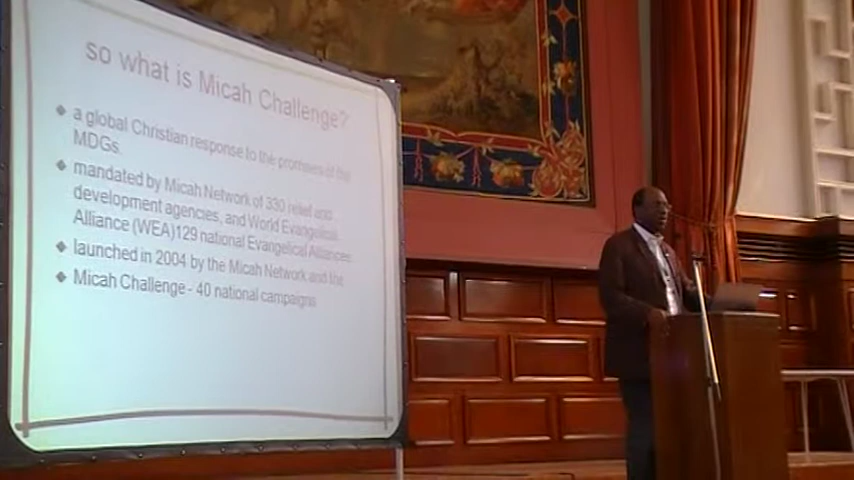 so what is Micah Challenge?
a global Christian response to the promises of the
MDGs.
mandated by Micah Network of 330 relief and
development agencies, and World Evangelical
Alliance (WEA)129 national Evangelical Alliances
launched in 2004 by the Micah Network and the
Micah Challenge - 40 national campaigns